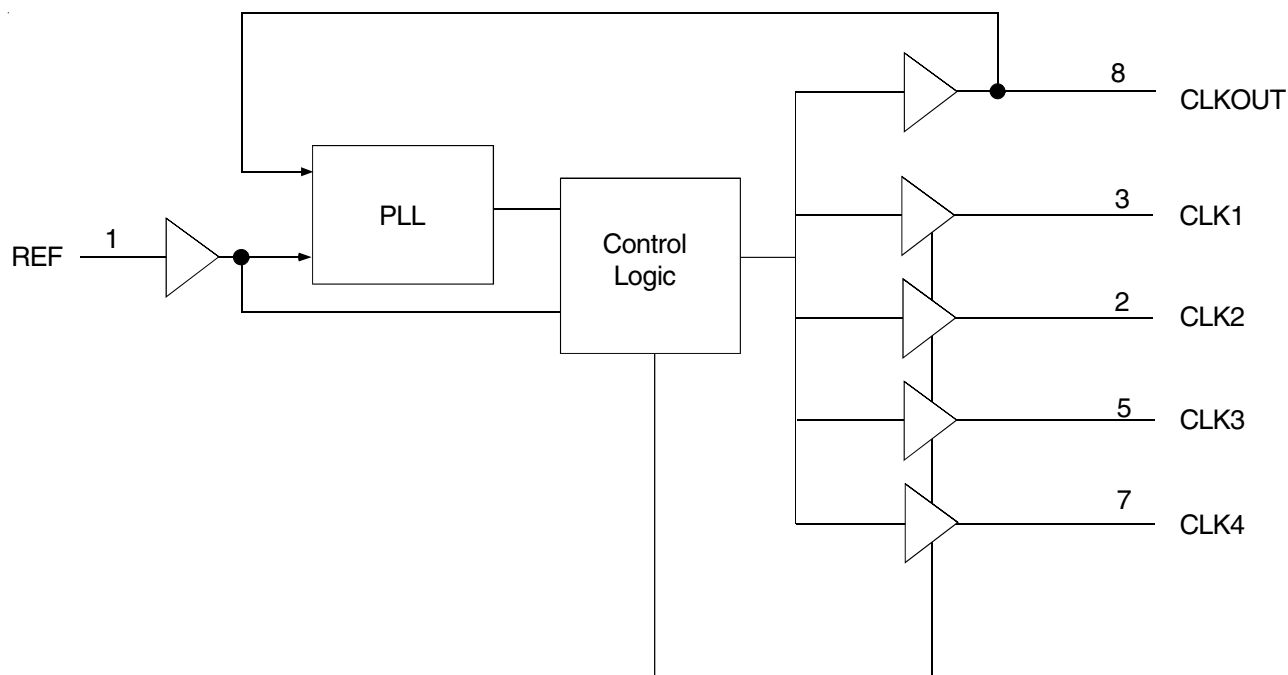 8
CLKOUT
PLL
3
CLK1
REF
1
Control
Logic
2
CLK2
5
CLK3
7
CLK4